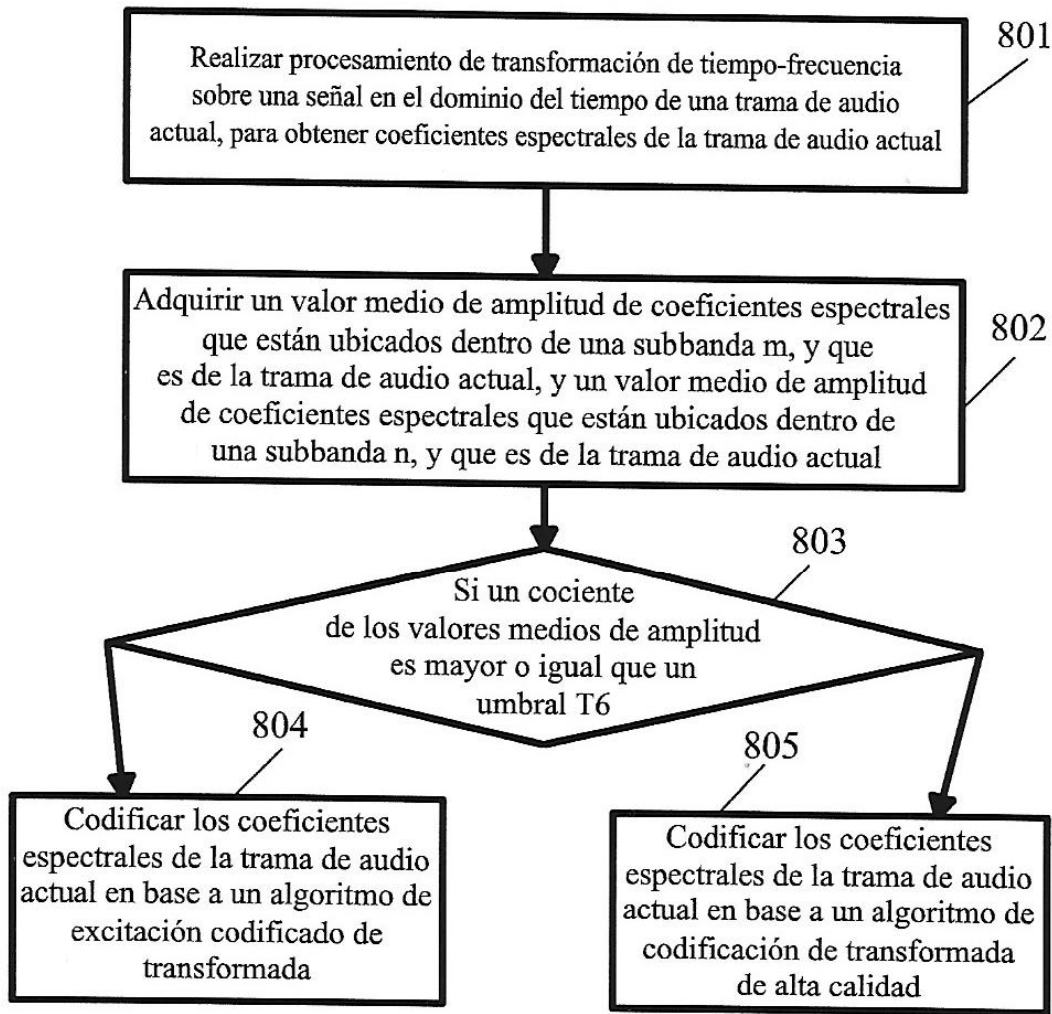 801
Realizar procesamiento de transformación de tiempo-frecuencia
sobre una señal en el dominio del tiempo de una trama de audio
actual, para obtener coeficientes espectrales de la trama de audio actual
Adquirir un valor medio de amplitud de coeficientes espectrales
que están ubicados dentro de una subbanda m, y que
es de la trama de audio actual, y un valor medio de amplitud
de coeficientes espectrales que están ubicados dentro de
una subbanda n, y que es de la trama de audio actual
802
803
Si un cociente
de los valores medios de amplitud
es mayor o igual que un
umbral T6
804
805
Codificar los coeficientes
espectrales de la trama de audio
actual en base a un algoritmo de
excitación codificado de
transformada
Codificar los coeficientes
espectrales de la trama de audio
actual en base a un algoritmo de
codificación de transformada
de alta calidad